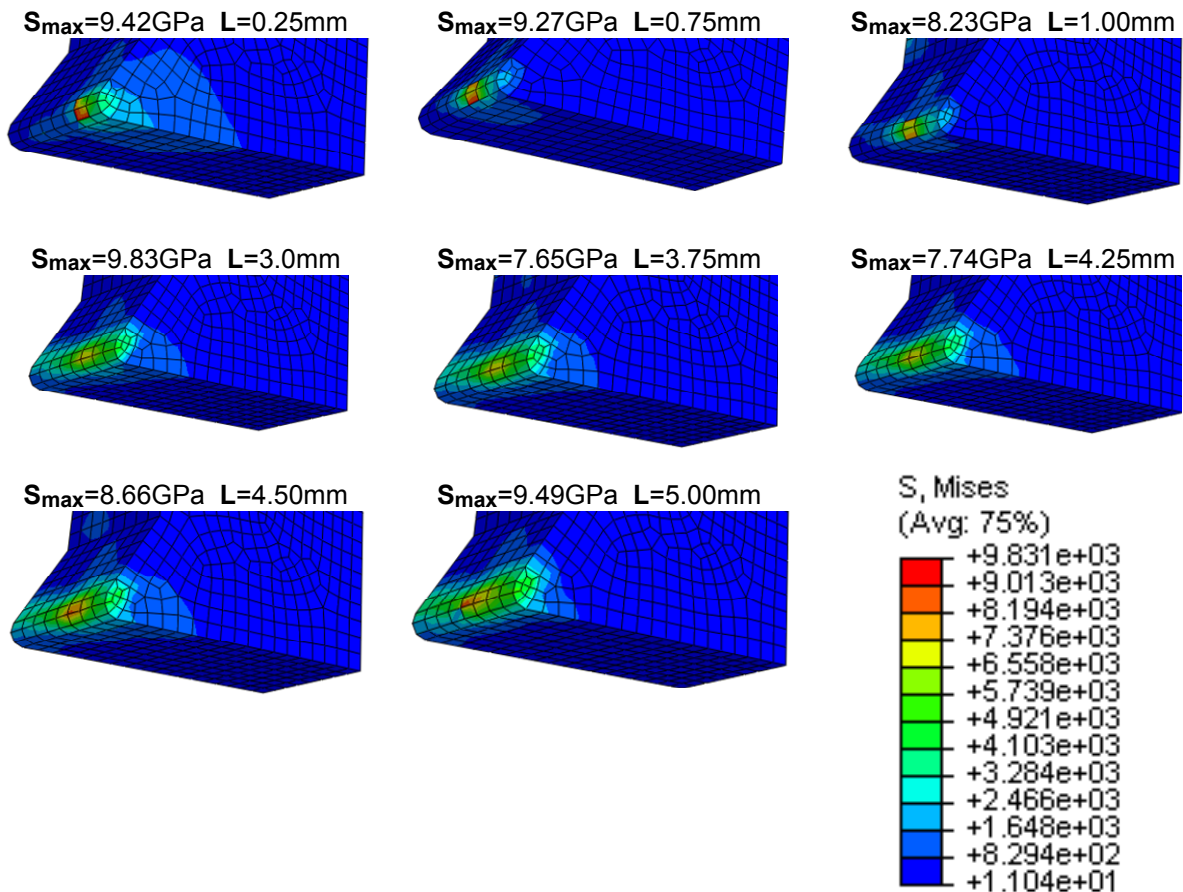 Smax=9.42GPa L=0.25mm
Smax=9.27GPa L=0.75mm
Smax=8.23GPa L=1.00mm
Smax=9.83GPa L=3.0mm
Smax=7.65GPa L=3.75mm
Smax=7.74GPa L=4.25mm
Smax=8.66GPa L=4.50mm
Smax=9.49GPa L=5.00mm
S, Mises
(Avg: 75%)
+9.831e+03
+9.013e+03
+8.194e+03
+7.376e+03
+6.558e+03
+5.739e+03
+4.921e+03
+4.103e+03
+3.284e+03
+2.466e+03
+1.648e+03
+8.294e+02
+1.104e+01